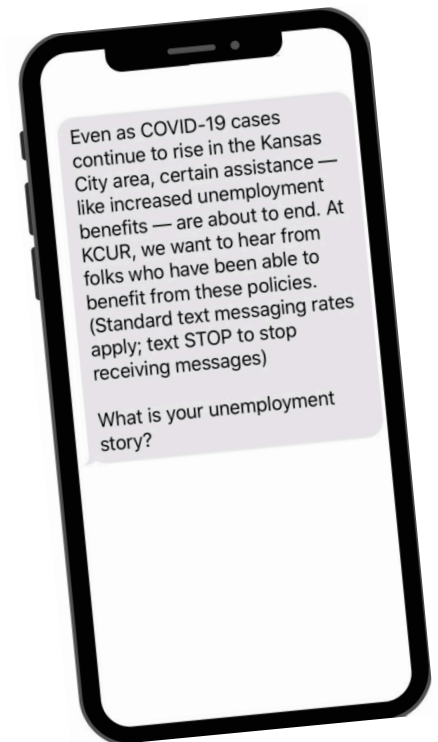 Even as COVID-19 cases
continue to rise in the Kansas
City area, certain assistance —
like increased unemployment
benefits — are about to end. At
KCUR, we want to hear from
folks who have been able to
benefit from these policies.
(Standard text messaging rates
apply; text STOP to stop
receiving messages)
What is your unemployment
story?